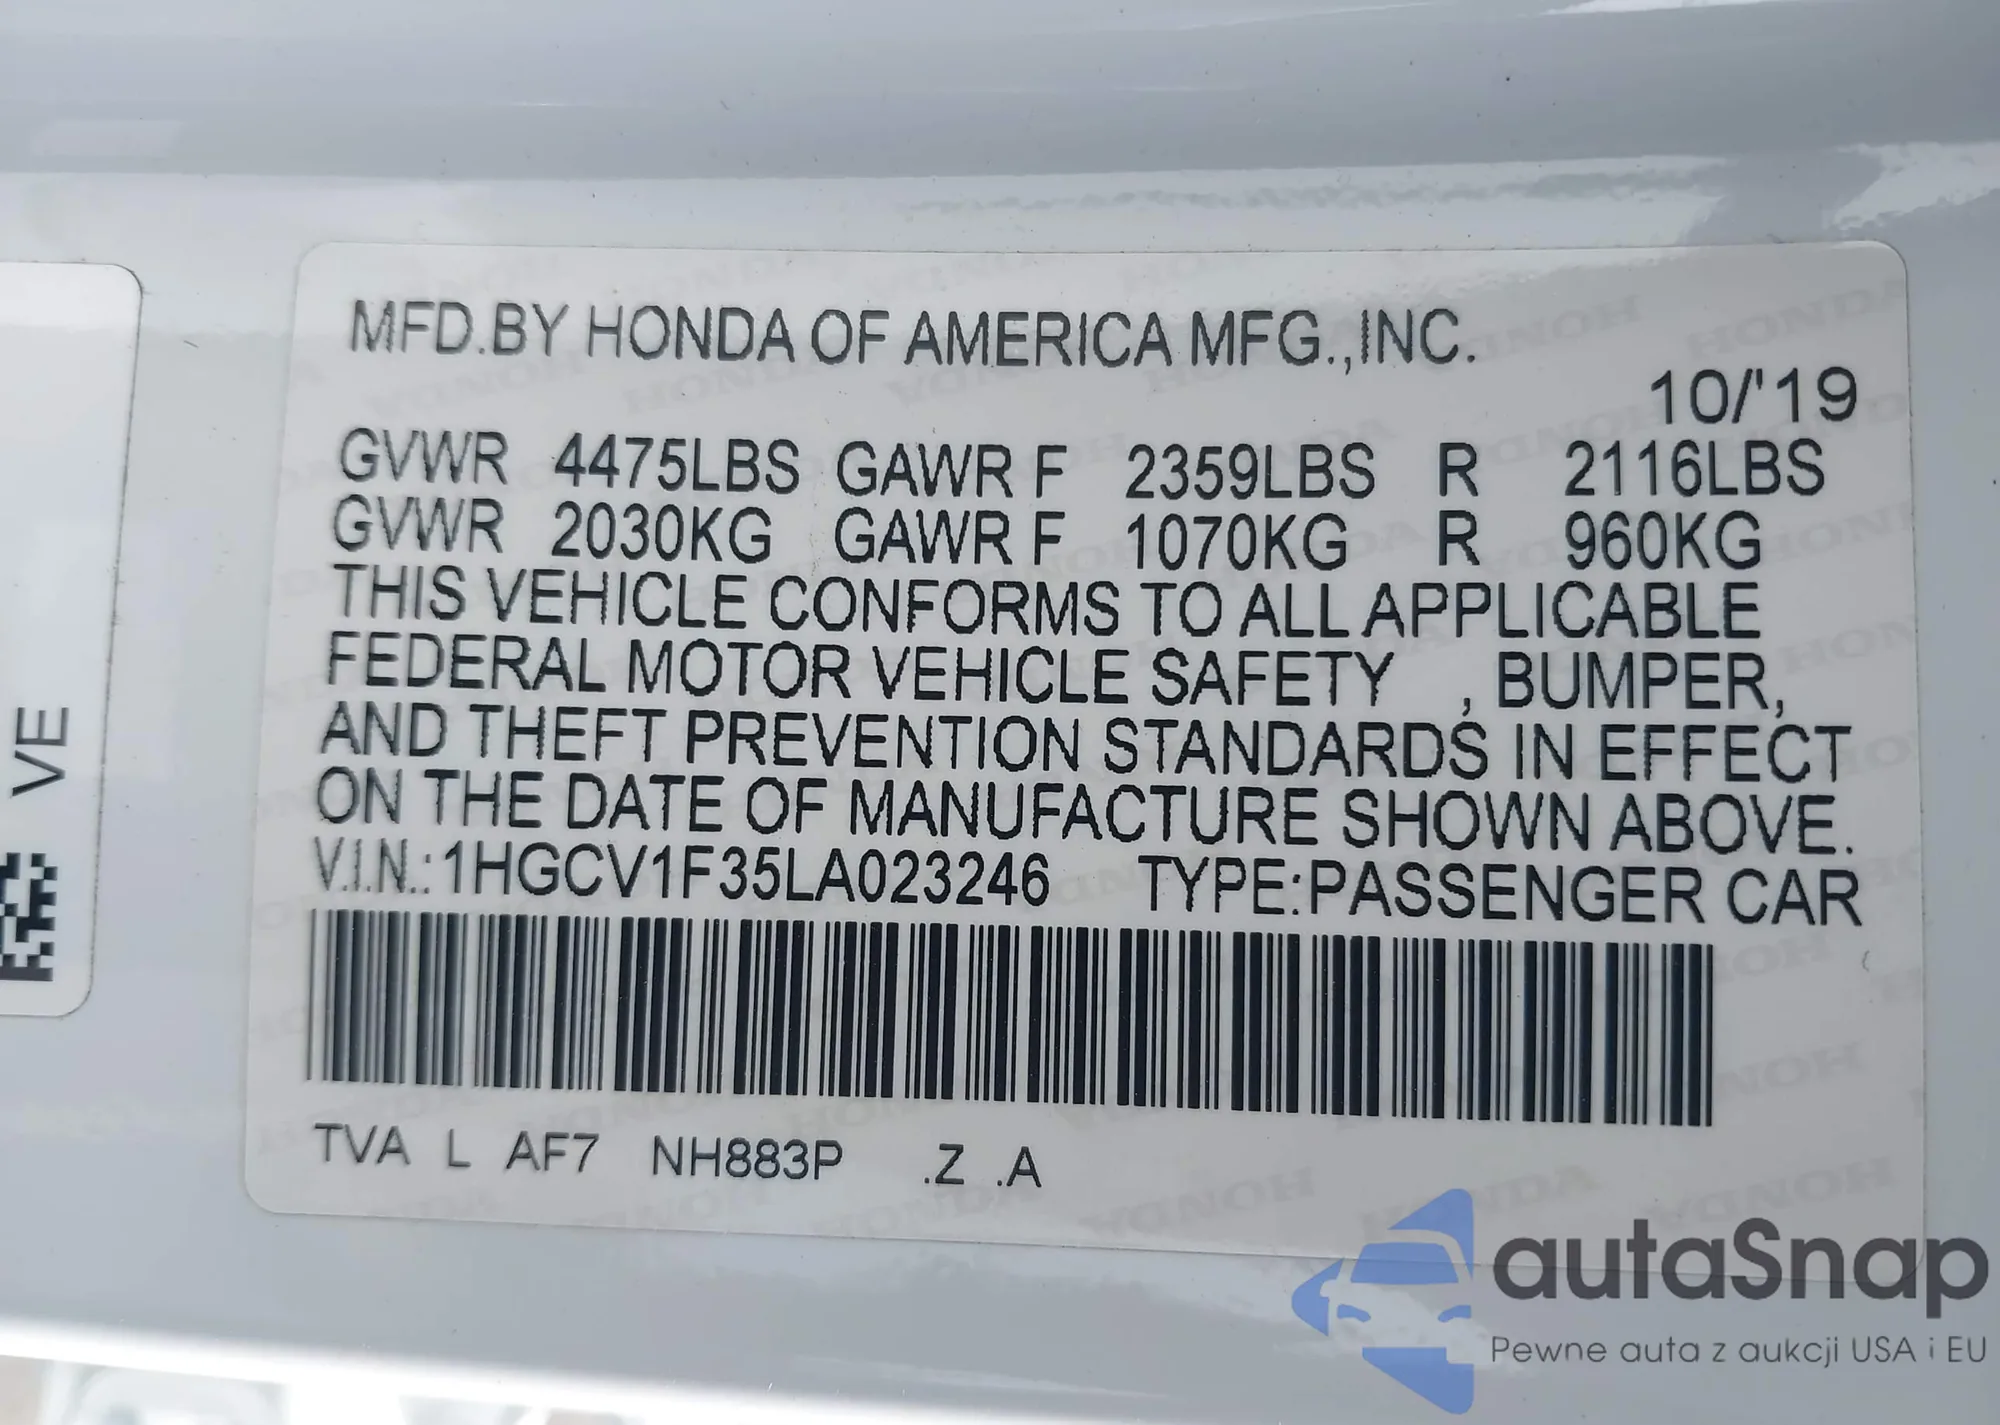 MFD.BY HONDA OF AMERICA MFG.,INC.
10/'19
GVWR 4475LBS GAWR F 2359LBS R 2116LBS
GVWR 2030KG GAWR F 1070KG R 960KG
THIS VEHICLE CONFORMS TO ALL APPLICABLE
FEDERAL MOTOR VEHICLE SAFETY , BUMPER,
AND THEFT PREVENTION STANDARDS IN EFFECT
ON THE DATE OF MANUFACTURE SHOWN ABOVE.
V.I.N.:1HGCV1F35LA023246 TYPE:PASSENGER CAR
TVA L AF7 NH883P .Z .A
VE
autaSnap
Pewne auta z aukcji USA i EU